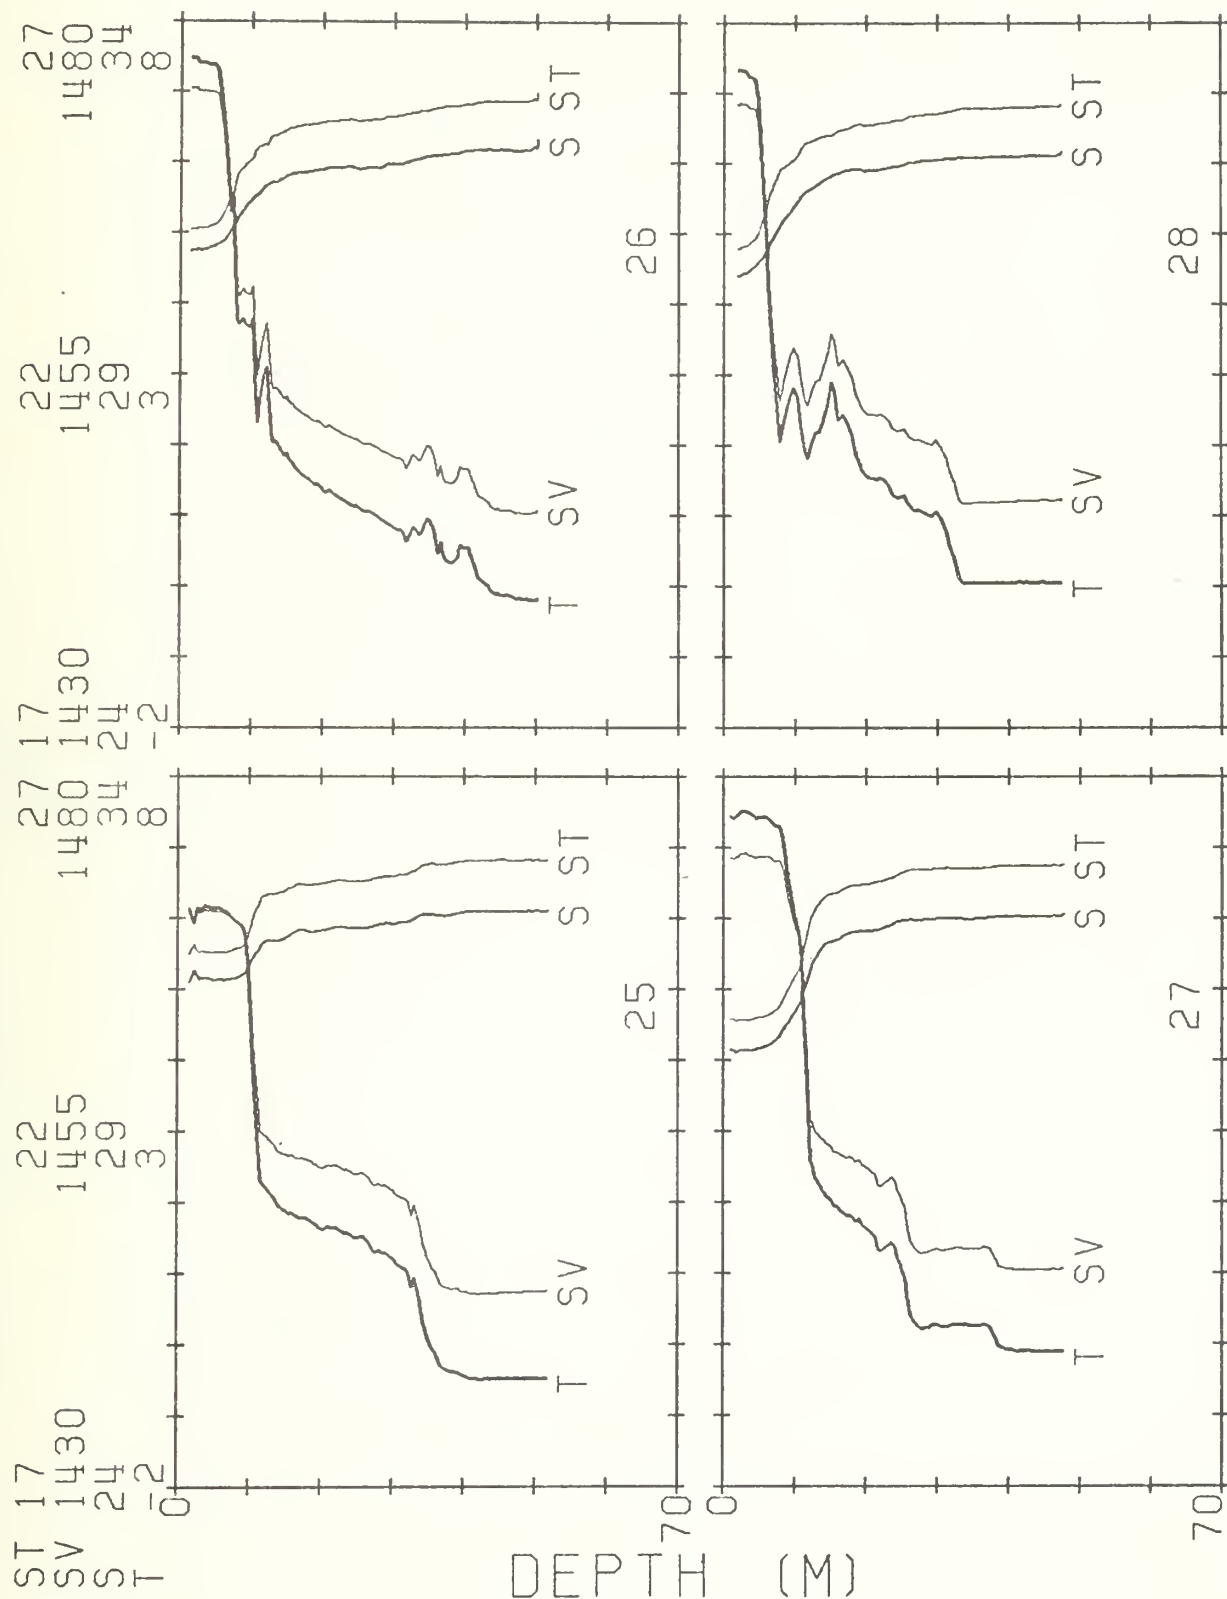 ST 17 22 27 17 22 27
SV 1430 1455 1480 1430 1455 1480
S 24 29 34 24 29 34
T -2 3 8 -2 3 8
0
T SV S ST
25
70
T SV S ST
26
DEPTH (M)
0
T SV S ST
27
70
T SV S ST
28